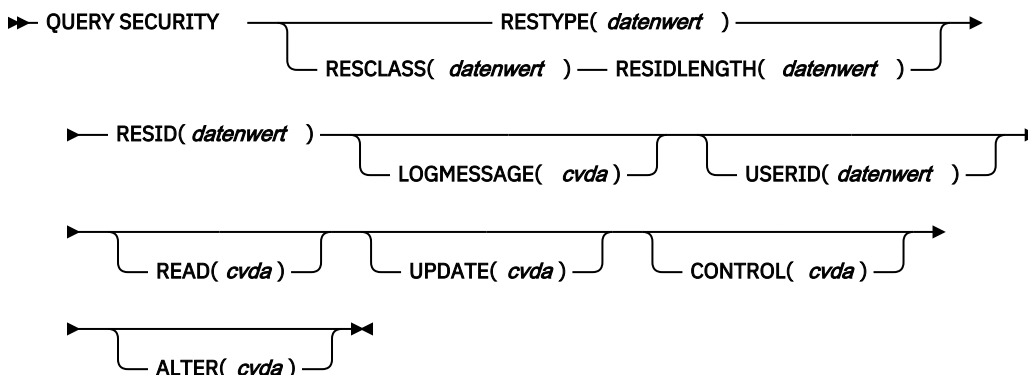 QUERY SECURITY RESTYPE( datenwert )
RESCLASS( datenwert ) RESIDLENGTH( datenwert )
RESID( datenwert )
LOGMESSAGE( cvda ) USERID( datenwert )
READ( cvda ) UPDATE( cvda ) CONTROL( cvda )
ALTER( cvda )